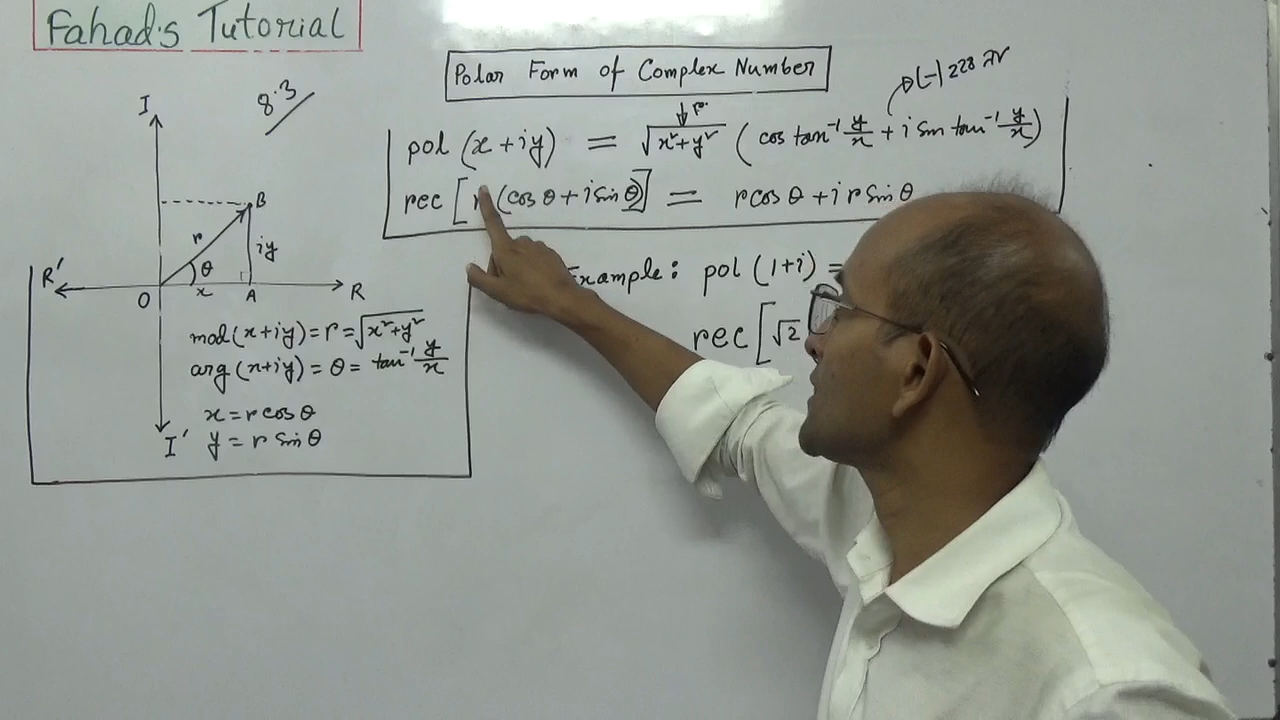 Fahad's Tutorial
8.3
Polar Form of Complex Number
r
pol (x + iy) = √x²+y² (cos tan⁻¹ y/x + i sin tan⁻¹ y/x)
rec [r (cos θ + i sin θ)] = r cos θ + i r sin θ
Example: pol (1+i) =
rec [√2
I
B
r
iy
θ
R'
O
x
A
R
mod (x+iy) = r = √x²+y²
arg (x+iy) = θ = tan⁻¹ y/x
x = r cos θ
I'
y = r sin θ